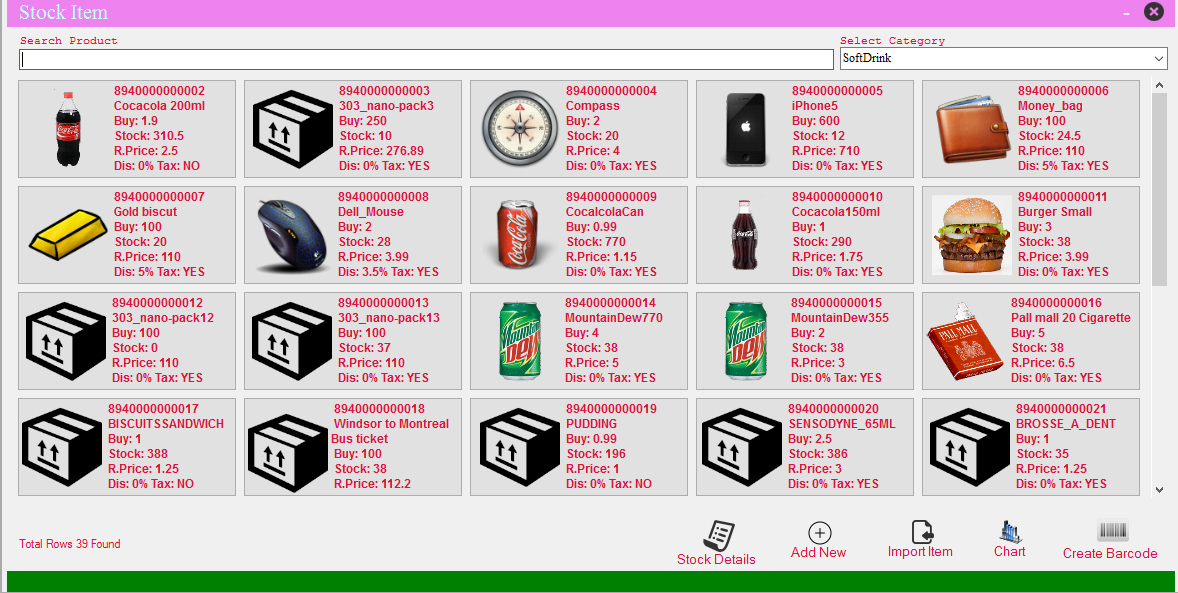 Stock Item
Search Product
Select Category
SoftDrink
8940000000002
Cocacola 200ml
Buy: 1.9
Stock: 310.5
R.Price: 2.5
Dis: 0% Tax: NO
8940000000003
303_nano-pack3
Buy: 250
Stock: 10
R.Price: 276.89
Dis: 0% Tax: YES
8940000000004
Compass
Buy: 2
Stock: 20
R.Price: 4
Dis: 0% Tax: YES
8940000000005
iPhone5
Buy: 600
Stock: 12
R.Price: 710
Dis: 0% Tax: YES
8940000000006
Money_bag
Buy: 100
Stock: 24.5
R.Price: 110
Dis: 5% Tax: YES
8940000000007
Gold biscut
Buy: 100
Stock: 20
R.Price: 110
Dis: 5% Tax: YES
8940000000008
Dell_Mouse
Buy: 2
Stock: 28
R.Price: 3.99
Dis: 3.5% Tax: YES
8940000000009
CocalcolaCan
Buy: 0.99
Stock: 770
R.Price: 1.15
Dis: 0% Tax: YES
Coca-Cola
8940000000010
Cocacola150ml
Buy: 1
Stock: 290
R.Price: 1.75
Dis: 0% Tax: YES
8940000000011
Burger Small
Buy: 3
Stock: 38
R.Price: 3.99
Dis: 0% Tax: YES
8940000000012
303_nano-pack12
Buy: 100
Stock: 0
R.Price: 110
Dis: 0% Tax: YES
8940000000013
303_nano-pack13
Buy: 100
Stock: 37
R.Price: 110
Dis: 0% Tax: YES
Mountain
Dew
8940000000014
MountainDew770
Buy: 4
Stock: 38
R.Price: 5
Dis: 0% Tax: YES
Mountain
Dew
8940000000015
MountainDew355
Buy: 2
Stock: 38
R.Price: 3
Dis: 0% Tax: YES
PALL MALL
8940000000016
Pall mall 20 Cigarette
Buy: 5
Stock: 38
R.Price: 6.5
Dis: 0% Tax: YES
8940000000017
BISCUITSSANDWICH
Buy: 1
Stock: 388
R.Price: 1.25
Dis: 0% Tax: NO
8940000000018
Windsor to Montreal
Bus ticket
Buy: 100
Stock: 38
R.Price: 112.2
8940000000019
PUDDING
Buy: 0.99
Stock: 196
R.Price: 1
Dis: 0% Tax: NO
8940000000020
SENSODYNE_65ML
Buy: 2.5
Stock: 386
R.Price: 3
Dis: 0% Tax: YES
8940000000021
BROSSE_A_DENT
Buy: 1
Stock: 35
R.Price: 1.25
Dis: 0% Tax: YES
Total Rows 39 Found
Stock Details
Add New
Import Item
Chart
Create Barcode